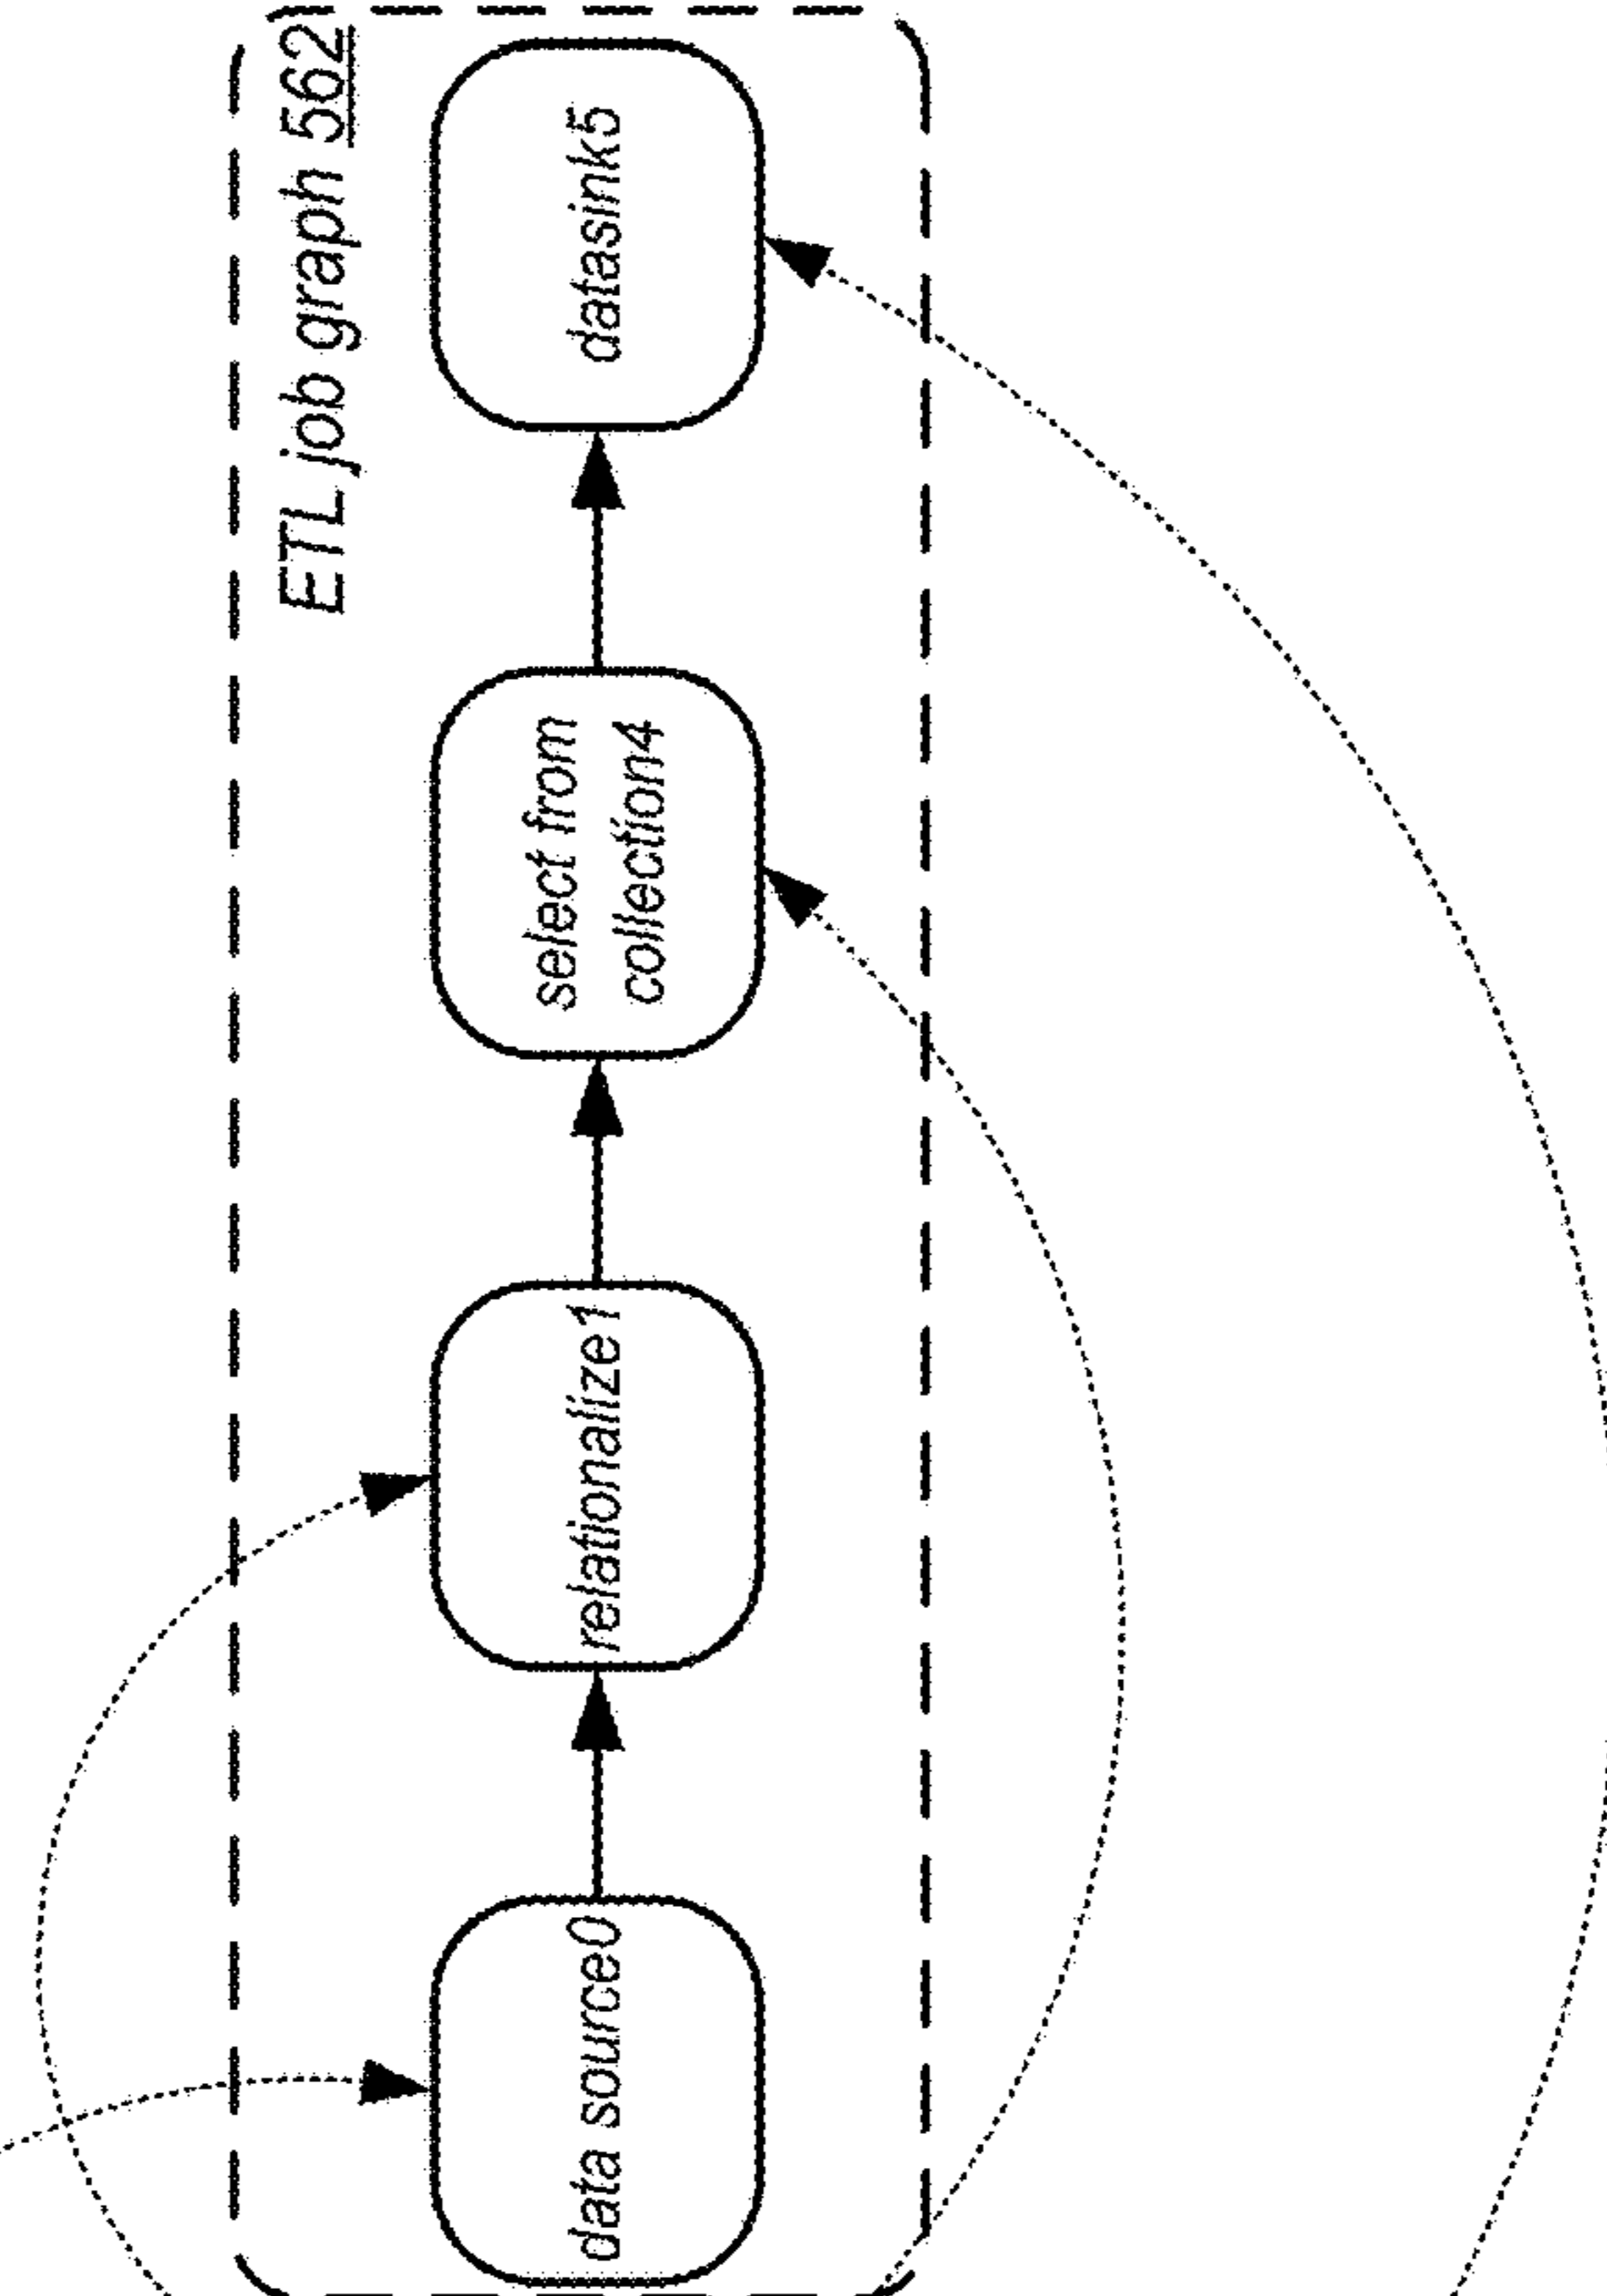 ETL job graph 562
data source0
relationalize1
select from
collection4
datasink5